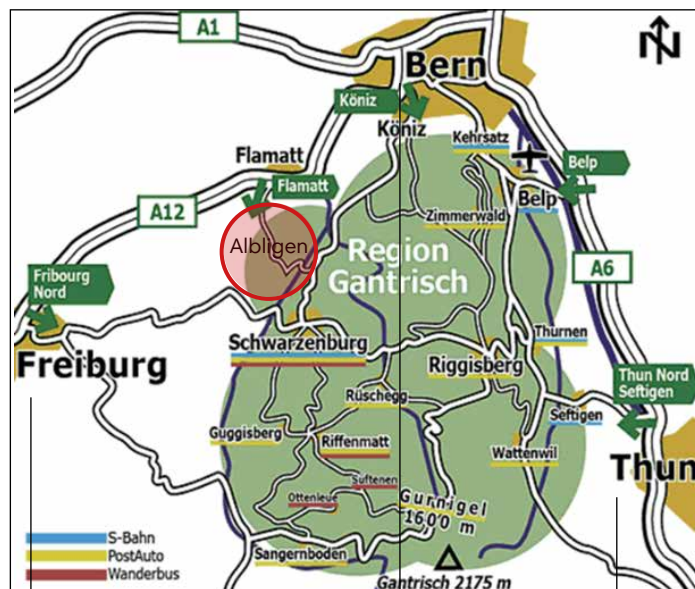 A1
Bern
N
Köniz
Köniz
Kehrsatz
Flamatt
Flamatt
Belp
Belp
A12
Albligen
Zimmerwald
Region
Gantrisch
A6
Fribourg
Nord
Freiburg
Schwarzenburg
Thurnen
Riggisberg
Thun Nord
Seftigen
Rüschegg
Seftigen
Guggisberg
Riffenmatt
Wattenwil
Thun
Süftenen
Ottenleue
Gurnigel
1600 m
S-Bahn
PostAuto
Wanderbus
Sangernboden
Gantrisch 2175 m